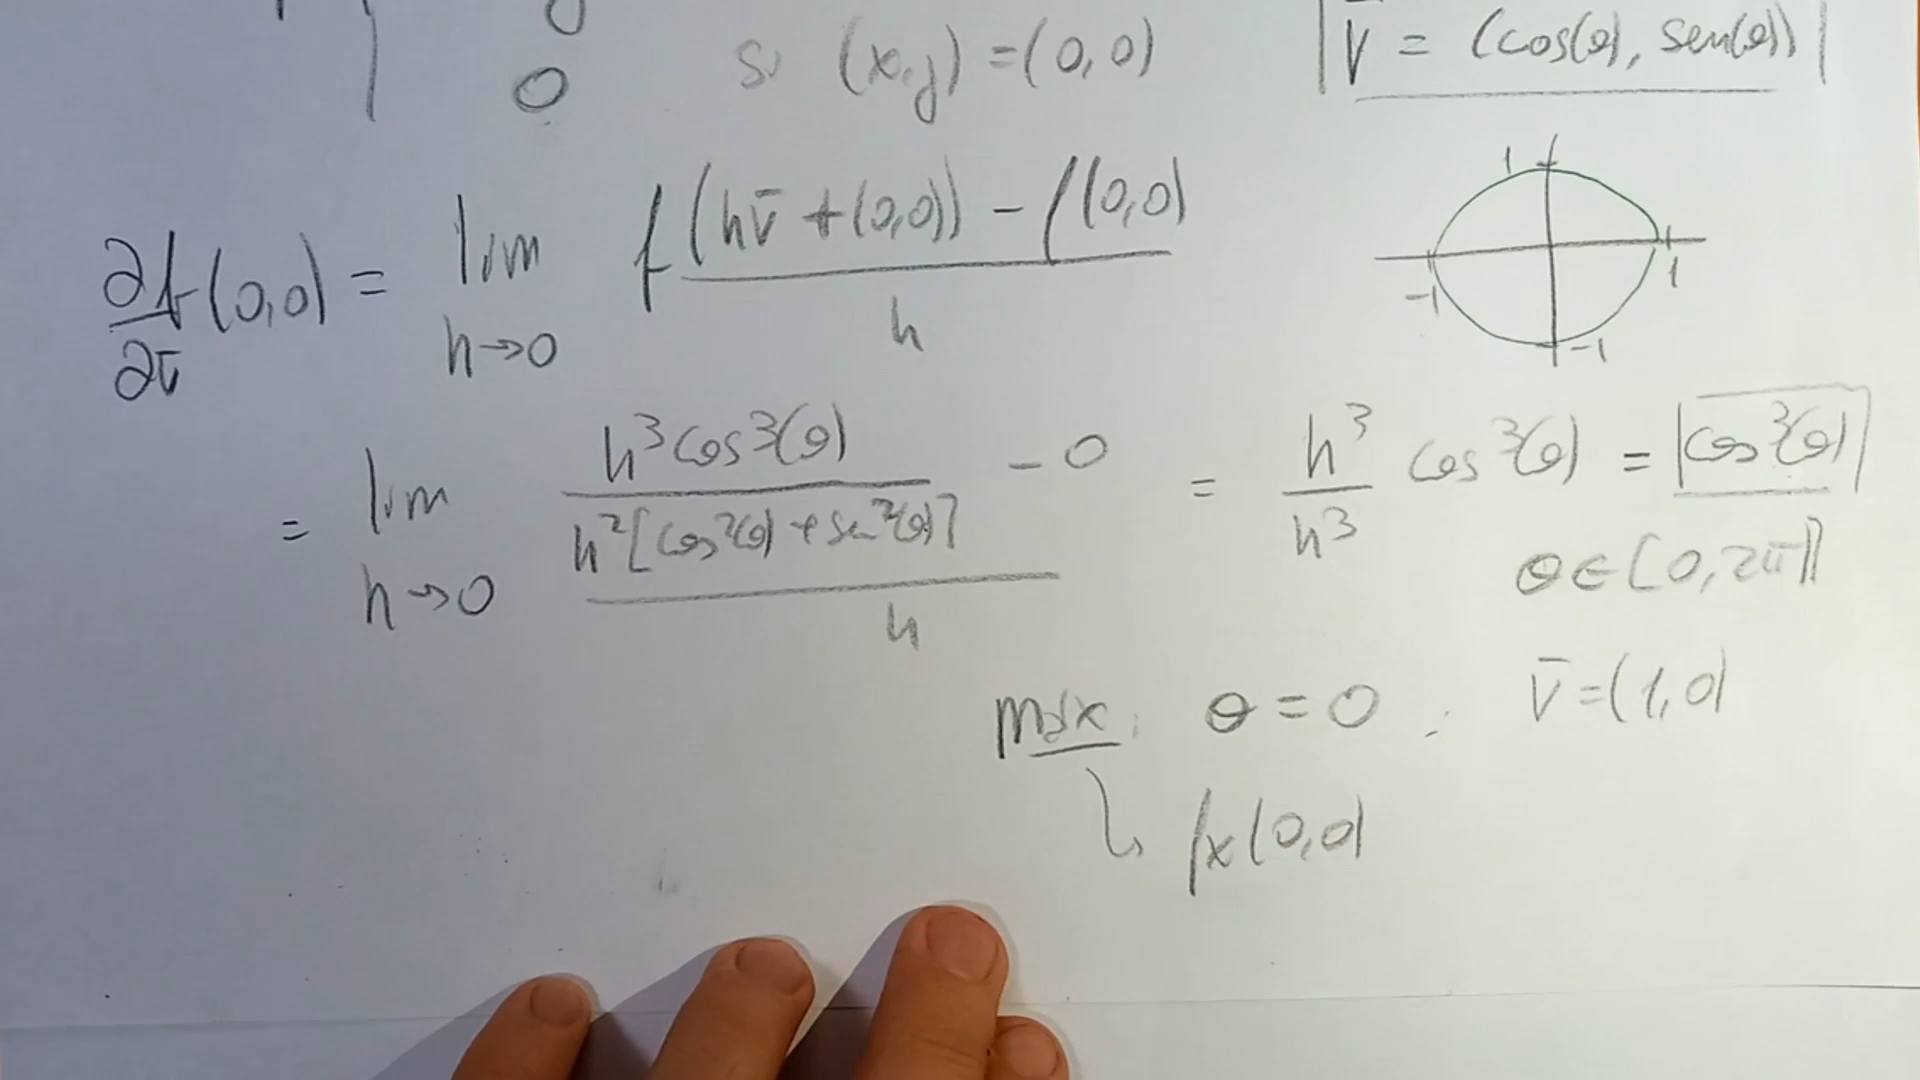 0 si (x,y) = (0,0)
v̄ = (cos(θ), sen(θ))
1
1
-1
-1
∂f/∂v̄ (0,0) = lim h→0 f(hv̄ + (0,0)) - f(0,0) / h
= lim h→0 h³cos³(θ) / h²[cos²(θ) + sen²(θ)] - 0 / h = h³/h³ cos³(θ) = cos³(θ)
θ ∈ [0, 2π]
max: θ = 0 : v̄ = (1,0)
fx(0,0)